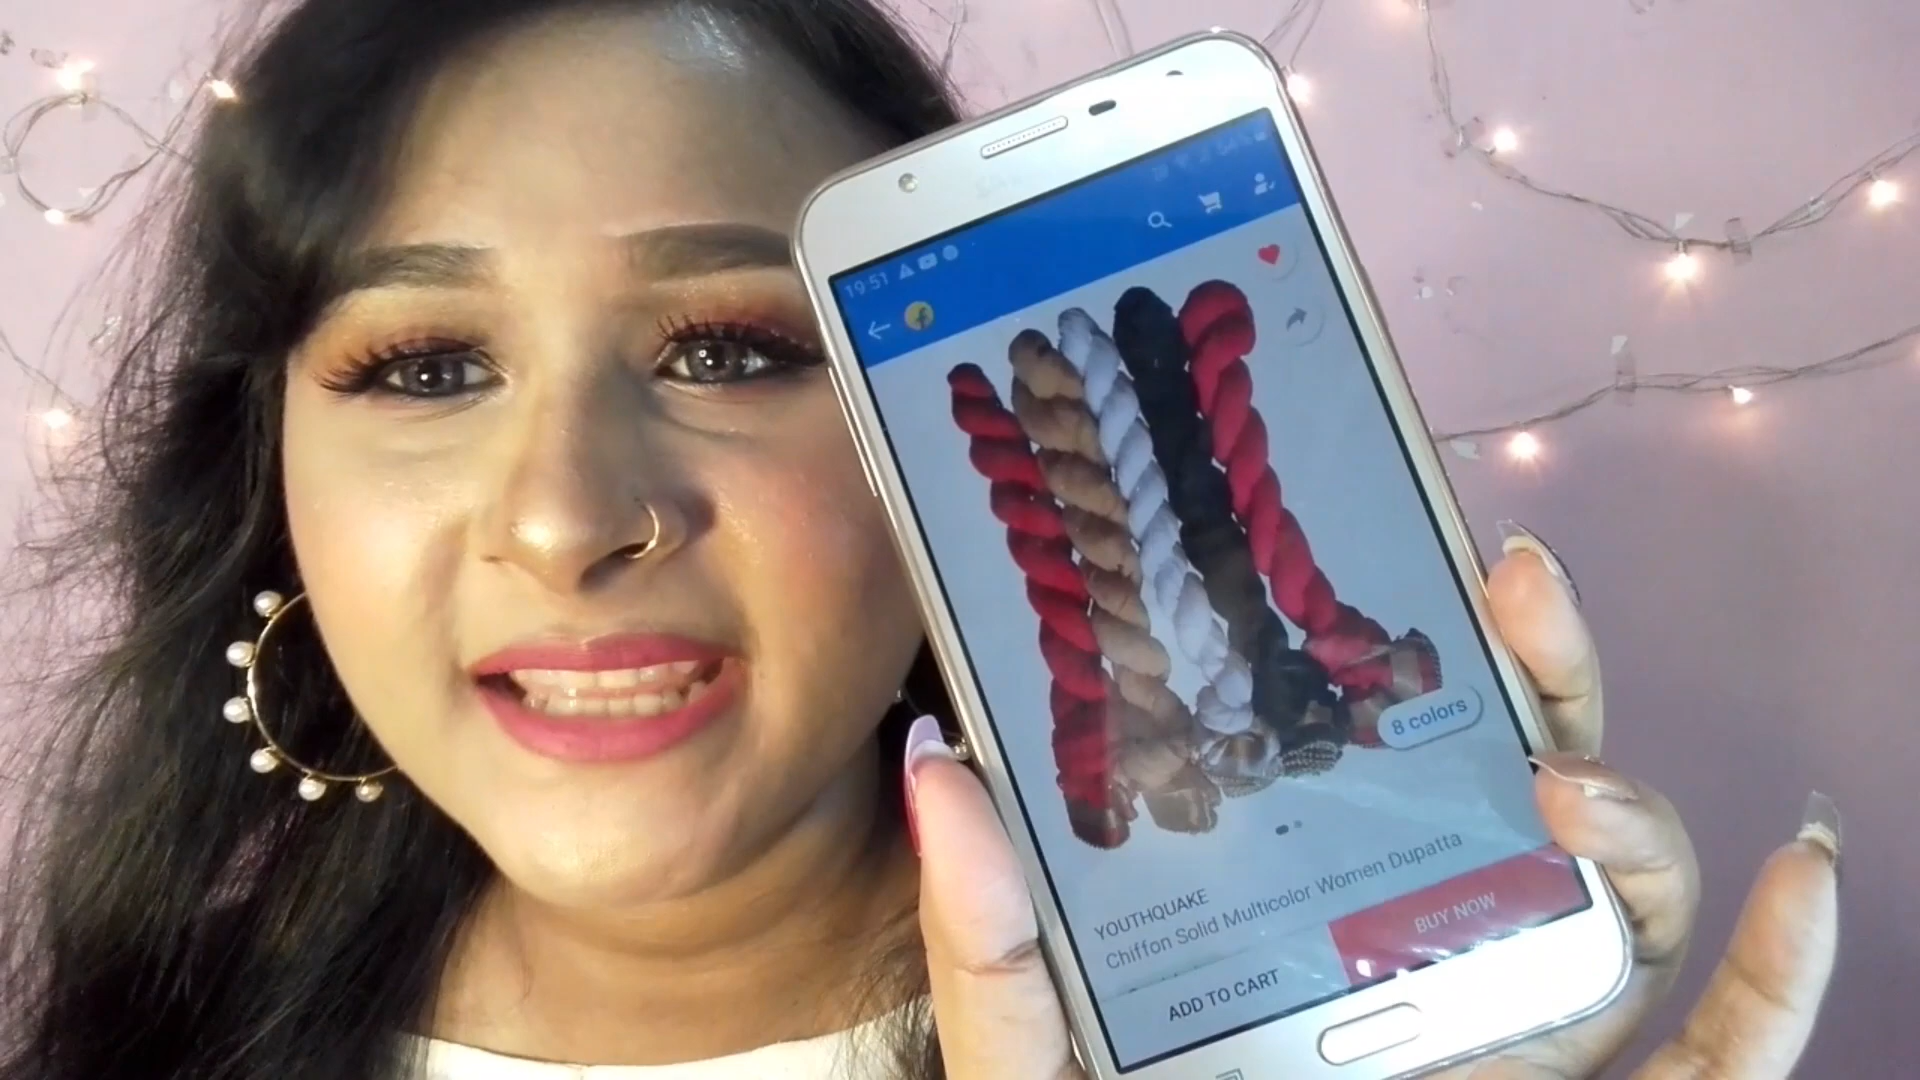 19:51
8 colors
YOUTHQUAKE
Chiffon Solid Multicolor Women Dupatta
ADD TO CART
BUY NOW